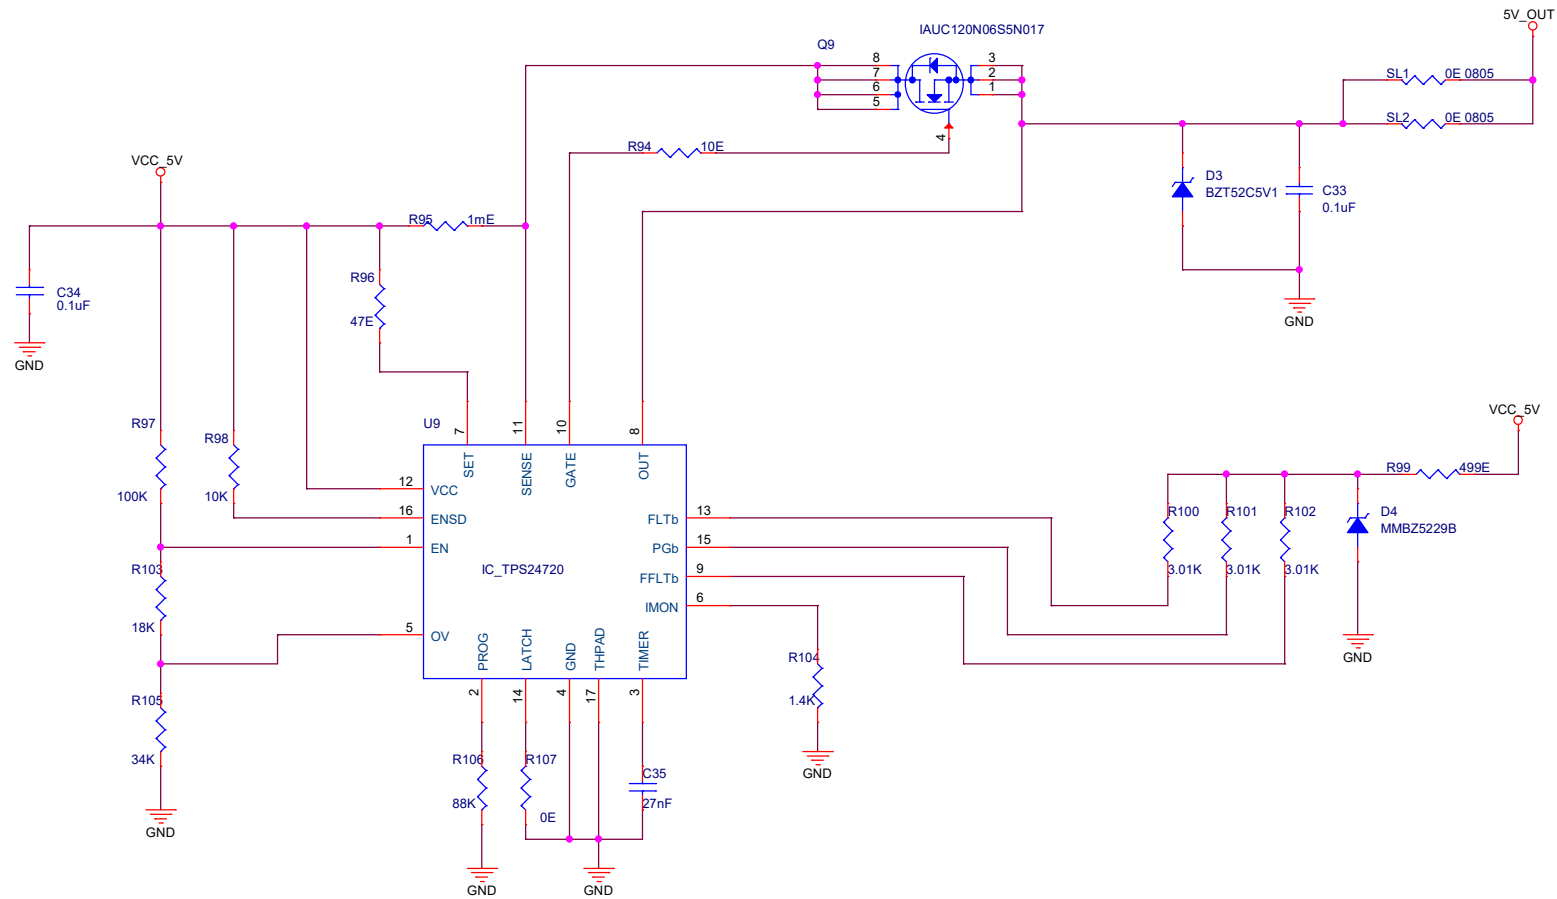 5V_OUT
IAUC120N06S5N017
Q9
8
7
6
5
3
2
1
4
SL1
0E 0805
SL2
0E 0805
R94
10E
VCC_5V
D3
BZT52C5V1
C33
0.1uF
R95
1mE
R96
47E
C34
0.1uF
GND
GND
R97
100K
R98
10K
U9
7
11
10
8
SET
SENSE
GATE
OUT
VCC_5V
R99
499E
12
VCC
16
ENSD
1
EN
5
OV
IC_TPS24720
FLTb
13
PGb
15
FFLTb
9
IMON
6
R100
3.01K
R101
3.01K
R102
3.01K
D4
MMBZ5229B
GND
R103
18K
PROG
LATCH
GND
THPAD
TIMER
2
14
4
17
3
R104
1.4K
GND
R105
34K
GND
R106
88K
R107
0E
C35
27nF
GND
GND